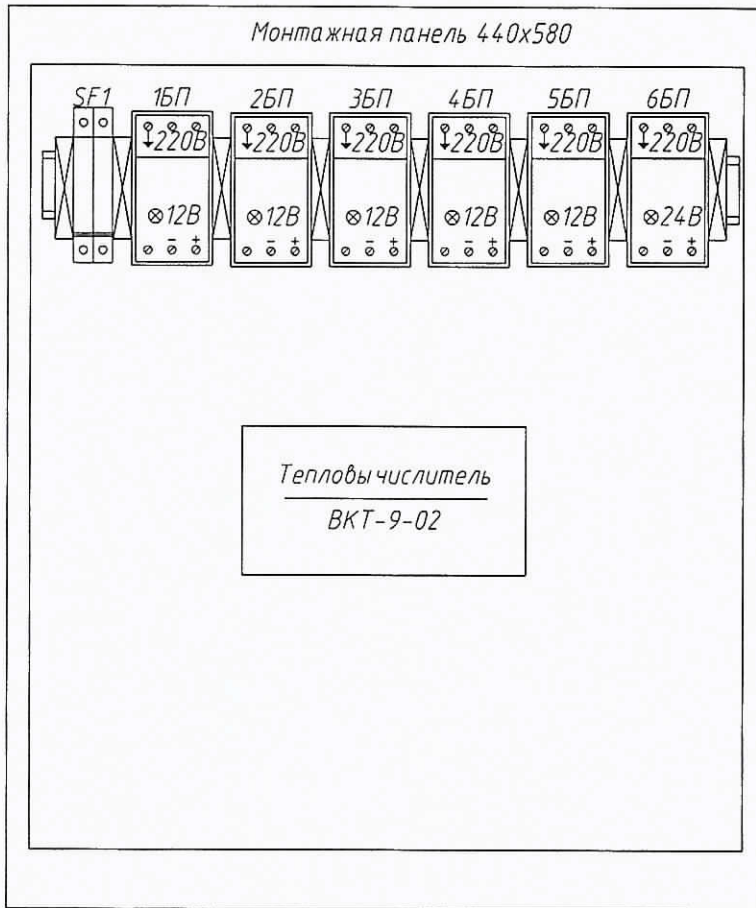 Монтажная панель 440х580
SF1 1БП 2БП 3БП 4БП 5БП 6БП
220В 220В 220В 220В 220В 220В
12В 12В 12В 12В 12В 24В
– + – + – + – + – + – +
Тепловычислитель
ВКТ-9-02